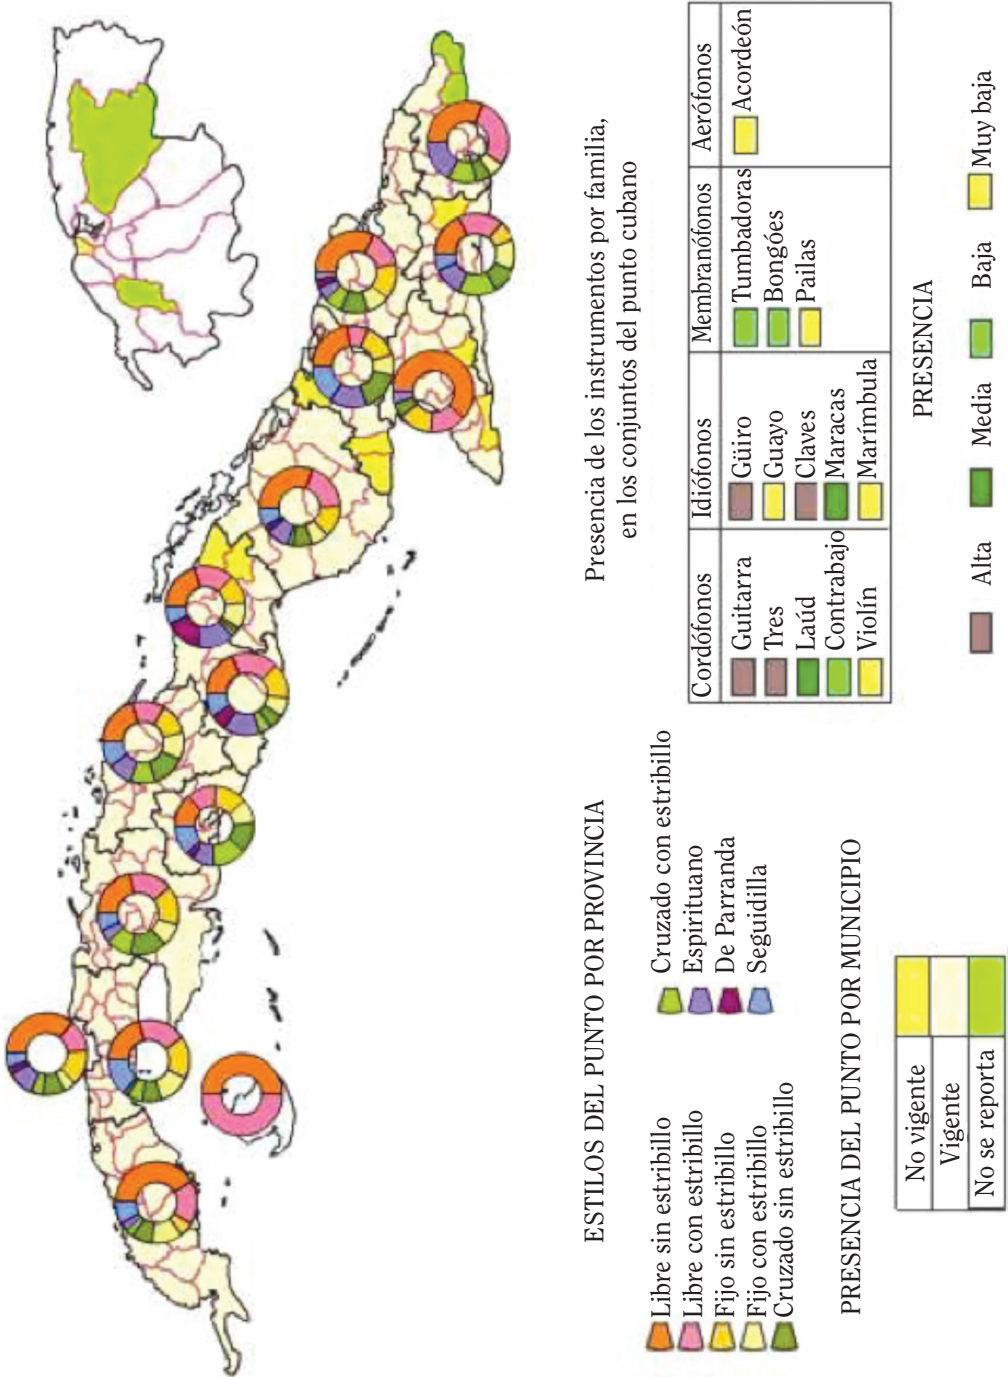 ESTILOS DEL PUNTO POR PROVINCIA
Libre sin estribillo
Libre con estribillo
Fijo sin estribillo
Fijo con estribillo
Cruzado sin estribillo
Cruzado con estribillo
Espirituano
De Parranda
Seguidilla
PRESENCIA DEL PUNTO POR MUNICIPIO
No vigente
Vigente
No se reporta
Presencia de los instrumentos por familia,
en los conjuntos del punto cubano
Cordófonos Idiófonos Membranófonos Aerófonos
Guitarra Güiro Tumbadoras Acordeón
Tres Guayo Bongóes
Laúd Claves Pailas
Contrabajo Maracas
Violín Marímbula
PRESENCIA
Alta Media Baja Muy baja